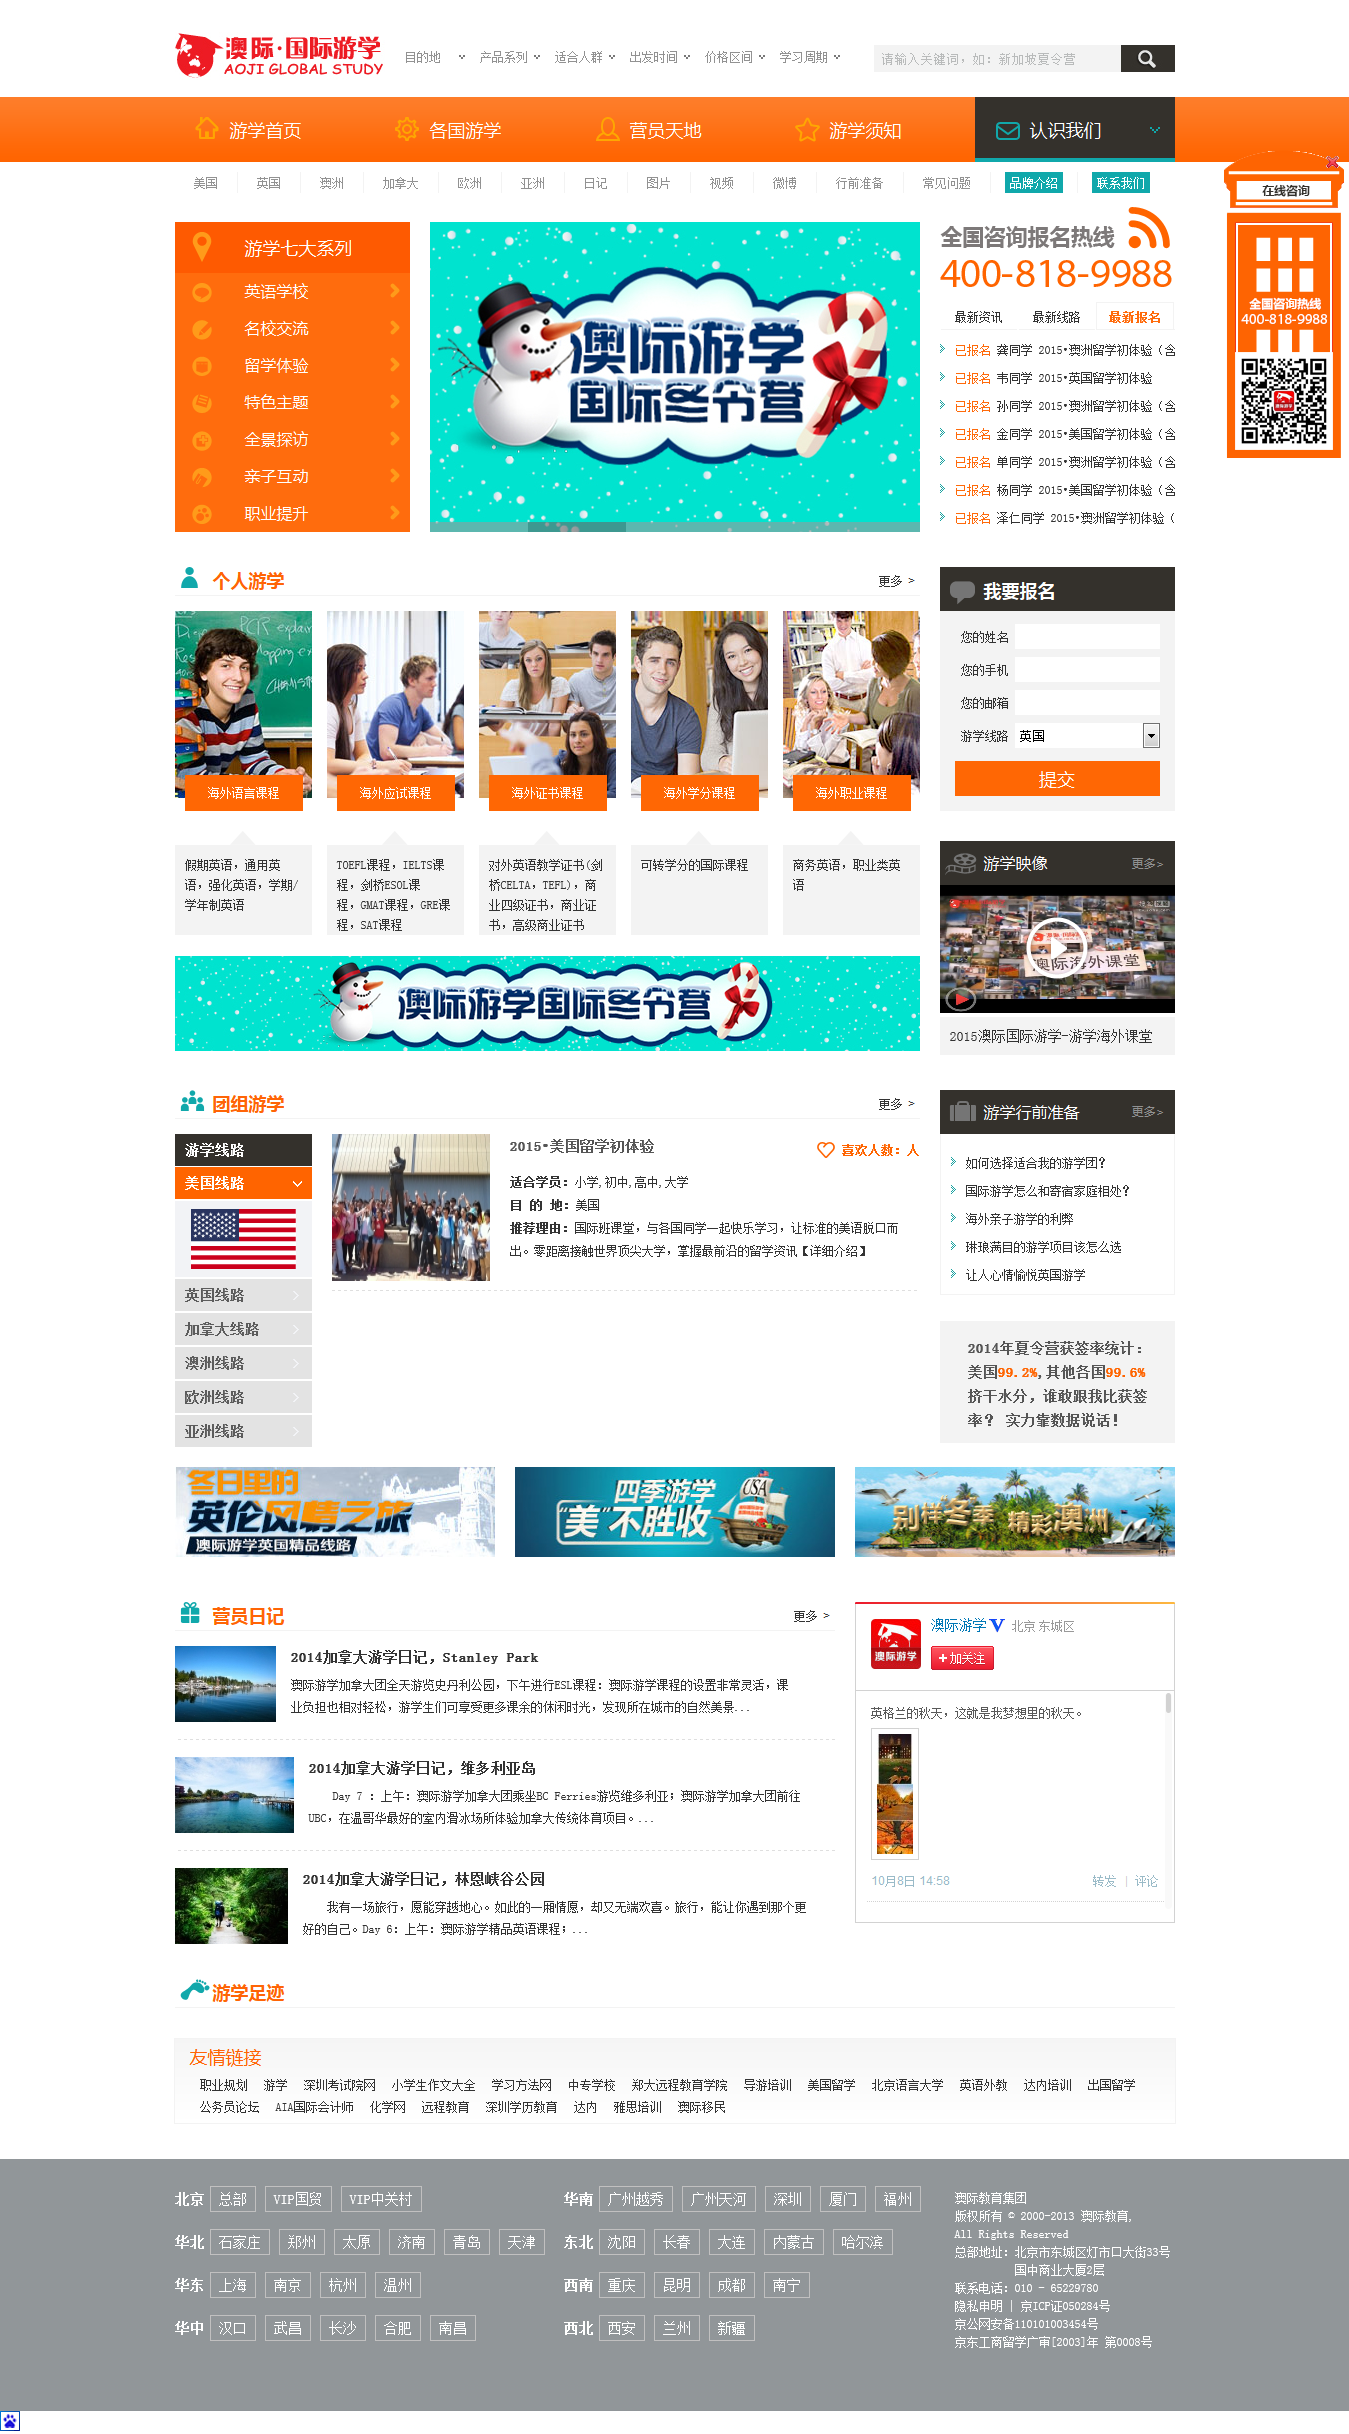 澳际·国际游学
AOJI GLOBAL STUDY
目的地 产品系列 适合人群 出发时间 价格区间 学习周期
请输入关键词，如：新加坡夏令营
游学首页 各国游学 营员天地 游学须知 认识我们
美国 英国 澳洲 加拿大 欧洲 亚洲 日记 图片 视频 微博 行前准备 常见问题 品牌介绍 联系我们
在线咨询
全国咨询热线
400-818-9988
澳际游学
游学七大系列
英语学校
名校交流
留学体验
特色主题
全景探访
亲子互动
职业提升
澳际游学
国际冬令营
全国咨询报名热线
400-818-9988
最新资讯 最新线路 最新报名
已报名 龚同学 2015•澳洲留学初体验（含
已报名 韦同学 2015•英国留学初体验
已报名 孙同学 2015•澳洲留学初体验（含
已报名 金同学 2015•美国留学初体验（含
已报名 单同学 2015•澳洲留学初体验（含
已报名 杨同学 2015•美国留学初体验（含
已报名 泽仁同学 2015•澳洲留学初体验（
个人游学
更多 >
海外语言课程 海外应试课程 海外证书课程 海外学分课程 海外职业课程
假期英语，通用英
语，强化英语，学期/
学年制英语
TOEFL课程，IELTS课
程，剑桥ESOL课
程，GMAT课程，GRE课
程，SAT课程
对外英语教学证书(剑
桥CELTA，TEFL)，商
业四级证书，商业证
书，高级商业证书
可转学分的国际课程
商务英语，职业类英
语
我要报名
您的姓名
您的手机
您的邮箱
游学线路 英国
提交
游学映像 更多>
澳际海外课堂
2015澳际国际游学-游学海外课堂
澳际游学国际冬令营
团组游学
更多 >
游学线路
美国线路
英国线路
加拿大线路
澳洲线路
欧洲线路
亚洲线路
2015•美国留学初体验
喜欢人数：人
适合学员：小学,初中,高中,大学
目 的 地：美国
推荐理由：国际班课堂，与各国同学一起快乐学习，让标准的美语脱口而
出。零距离接触世界顶尖大学，掌握最前沿的留学资讯【详细介绍】
游学行前准备 更多>
如何选择适合我的游学团？
国际游学怎么和寄宿家庭相处？
海外亲子游学的利弊
琳琅满目的游学项目该怎么选
让人心情愉悦英国游学
2014年夏令营获签率统计：
美国99.2%,其他各国99.6%
挤干水分，谁敢跟我比获签
率？ 实力靠数据说话！
冬日里的
英伦风情之旅
澳际游学英国精品线路
四季游学
“美”不胜收
USA
别样冬季 精彩澳洲
营员日记
更多 >
2014加拿大游学日记，Stanley Park
澳际游学加拿大团全天游览史丹利公园，下午进行ESL课程：澳际游学课程的设置非常灵活，课
业负担也相对轻松，游学生们可享受更多课余的休闲时光，发现所在城市的自然美景...
2014加拿大游学日记，维多利亚岛
Day 7 ：上午：澳际游学加拿大团乘坐BC Ferries游览维多利亚；澳际游学加拿大团前往
UBC，在温哥华最好的室内滑冰场所体验加拿大传统体育项目。...
2014加拿大游学日记，林恩峡谷公园
我有一场旅行，愿能穿越地心。如此的一厢情愿，却又无端欢喜。旅行，能让你遇到那个更
好的自己。Day 6：上午：澳际游学精品英语课程；...
澳际游学
澳际游学 V 北京 东城区
+加关注
英格兰的秋天，这就是我梦想里的秋天。
10月8日 14:58
转发 | 评论
游学足迹
友情链接
职业规划 游学 深圳考试院网 小学生作文大全 学习方法网 中专学校 郑大远程教育学院 导游培训 美国留学 北京语言大学 英语外教 达内培训 出国留学
公务员论坛 AIA国际会计师 化学网 远程教育 深圳学历教育 达内 雅思培训 澳际移民
北京 总部 VIP国贸 VIP中关村
华北 石家庄 郑州 太原 济南 青岛 天津
华东 上海 南京 杭州 温州
华中 汉口 武昌 长沙 合肥 南昌
华南 广州越秀 广州天河 深圳 厦门 福州
东北 沈阳 长春 大连 内蒙古 哈尔滨
西南 重庆 昆明 成都 南宁
西北 西安 兰州 新疆
澳际教育集团
版权所有 © 2000-2013 澳际教育,
All Rights Reserved
总部地址：北京市东城区灯市口大街33号
国中商业大厦2层
联系电话：010 - 65229780
隐私申明 | 京ICP证050284号
京公网安备110101003454号
京东工商留学广审[2003]年 第0008号